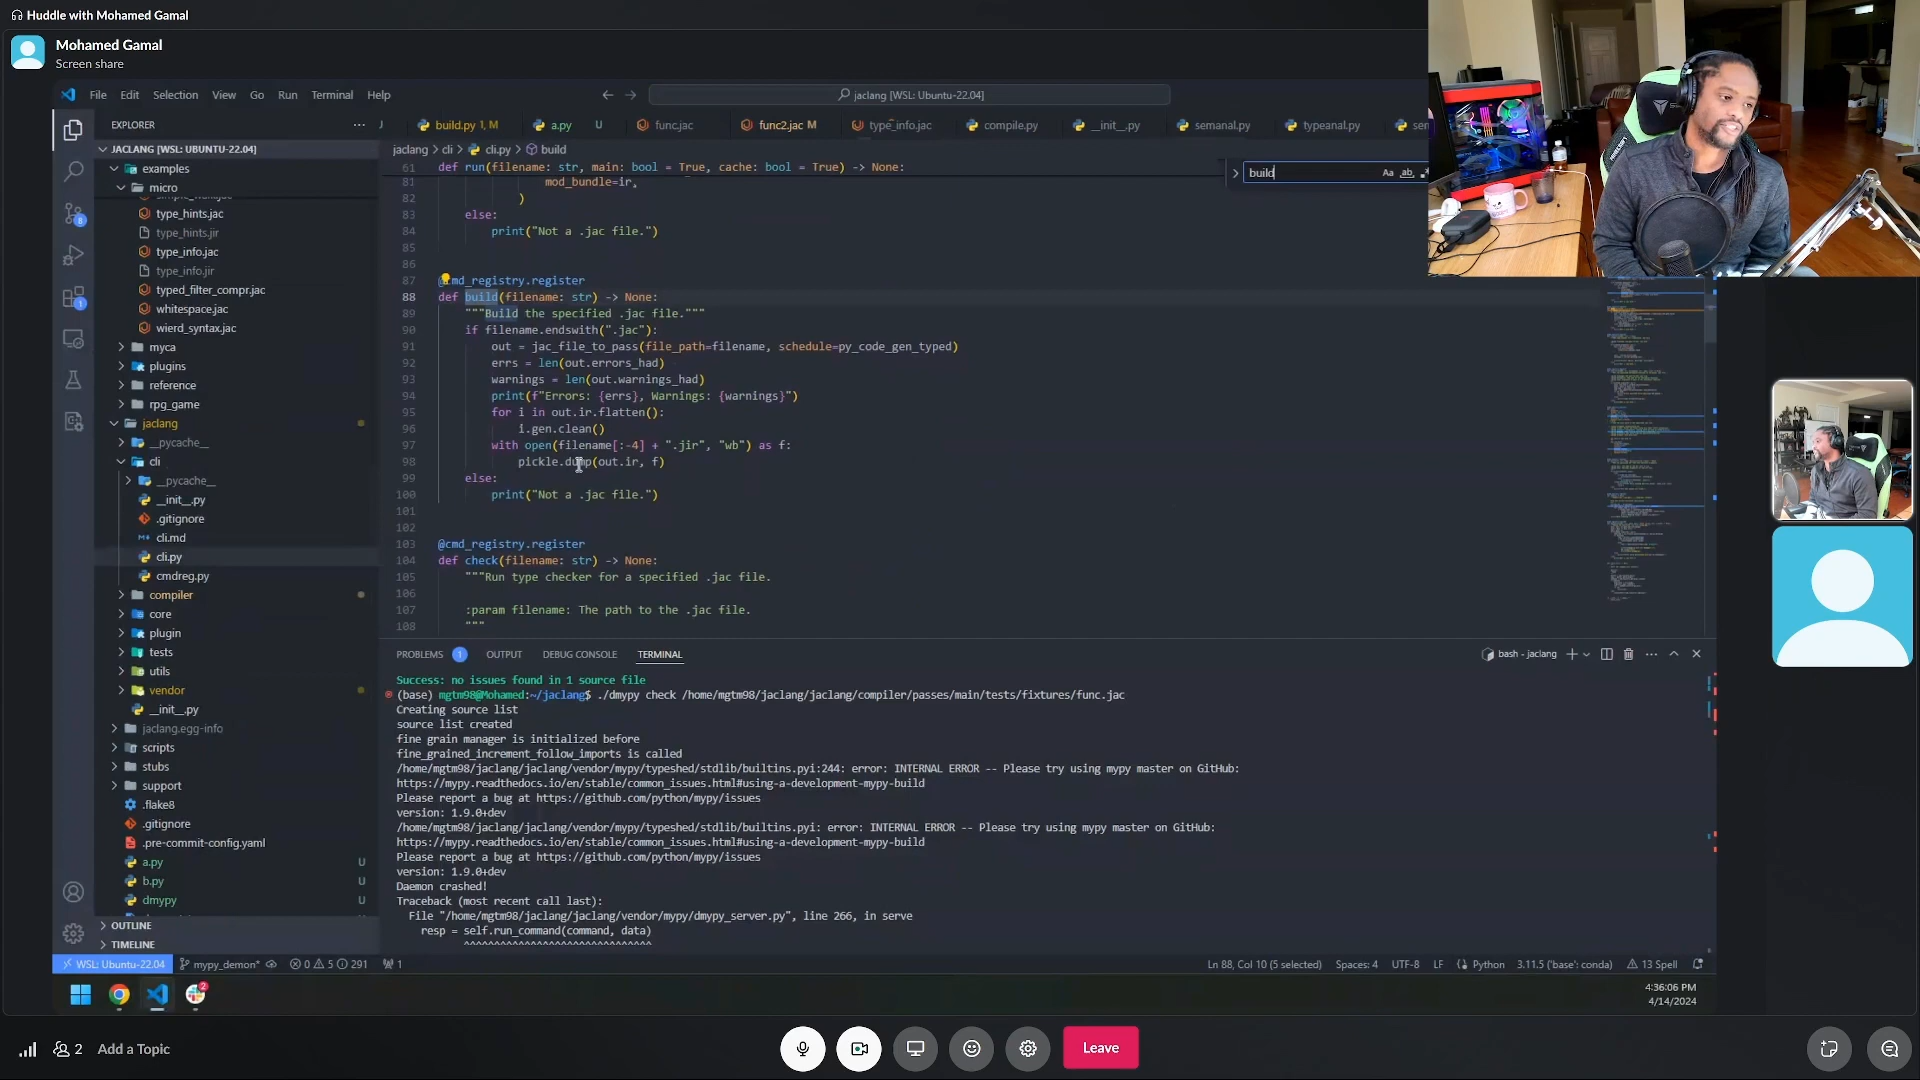 Huddle with Mohamed Gamal
Mohamed Gamal
Screen share
File Edit Selection View Go Run Terminal Help
jaclang [WSL: Ubuntu-22.04]
EXPLORER
build.py 1, M
a.py U
func.jac
func2.jac M
type_info.jac
compile.py
__init__.py
semanal.py
typeanal.py
jaclang > cli > cli.py > build
JACLANG [WSL: UBUNTU-22.04]
examples
micro
type_hints.jac
type_hints.jir
type_info.jac
type_info.jir
typed_filter_compr.jac
whitespace.jac
wierd_syntax.jac
myca
plugins
reference
rpg_game
jaclang
__pycache__
cli
__pycache__
__init__.py
.gitignore
cli.md
cli.py
cmdreg.py
compiler
core
plugin
tests
utils
vendor
__init__.py
jaclang.egg-info
scripts
stubs
support
.flake8
.gitignore
.pre-commit-config.yaml
a.py U
b.py U
dmypy U
OUTLINE
TIMELINE
build
Aa ab
61 def run(filename: str, main: bool = True, cache: bool = True) -> None:
81 mod_bundle=ir,
82 )
83 else:
84 print("Not a .jac file.")
85
86
87 @cmd_registry.register
88 def build(filename: str) -> None:
89 """Build the specified .jac file."""
90 if filename.endswith(".jac"):
91 out = jac_file_to_pass(file_path=filename, schedule=py_code_gen_typed)
92 errs = len(out.errors_had)
93 warnings = len(out.warnings_had)
94 print(f"Errors: {errs}, Warnings: {warnings}")
95 for i in out.ir.flatten():
96 i.gen.clean()
97 with open(filename[:-4] + ".jir", "wb") as f:
98 pickle.dump(out.ir, f)
99 else:
100 print("Not a .jac file.")
101
102
103 @cmd_registry.register
104 def check(filename: str) -> None:
105 """Run type checker for a specified .jac file.
106
107 :param filename: The path to the .jac file.
108 """
PROBLEMS 1 OUTPUT DEBUG CONSOLE TERMINAL
bash - jaclang
Success: no issues found in 1 source file
(base) mgtm98@Mohamed:~/jaclang$ ./dmypy check /home/mgtm98/jaclang/jaclang/compiler/passes/main/tests/fixtures/func.jac
Creating source list
source list created
fine grain manager is initialized before
fine_grained_increment_follow_imports is called
/home/mgtm98/jaclang/jaclang/vendor/mypy/typeshed/stdlib/builtins.pyi:244: error: INTERNAL ERROR -- Please try using mypy master on GitHub:
https://mypy.readthedocs.io/en/stable/common_issues.html#using-a-development-mypy-build
Please report a bug at https://github.com/python/mypy/issues
version: 1.9.0+dev
/home/mgtm98/jaclang/jaclang/vendor/mypy/typeshed/stdlib/builtins.pyi: error: INTERNAL ERROR -- Please try using mypy master on GitHub:
https://mypy.readthedocs.io/en/stable/common_issues.html#using-a-development-mypy-build
Please report a bug at https://github.com/python/mypy/issues
version: 1.9.0+dev
Daemon crashed!
Traceback (most recent call last):
File "/home/mgtm98/jaclang/jaclang/vendor/mypy/dmypy_server.py", line 266, in serve
resp = self.run_command(command, data)
^^^^^^^^^^^^^^^^^^^^^^^^^^^^^^^
WSL: Ubuntu-22.04 mypy_demon* 0 5 291 1
Ln 88, Col 10 (5 selected) Spaces: 4 UTF-8 LF Python 3.11.5 ('base': conda) 13 Spell
2
4:36:06 PM
4/14/2024
2 Add a Topic
Leave